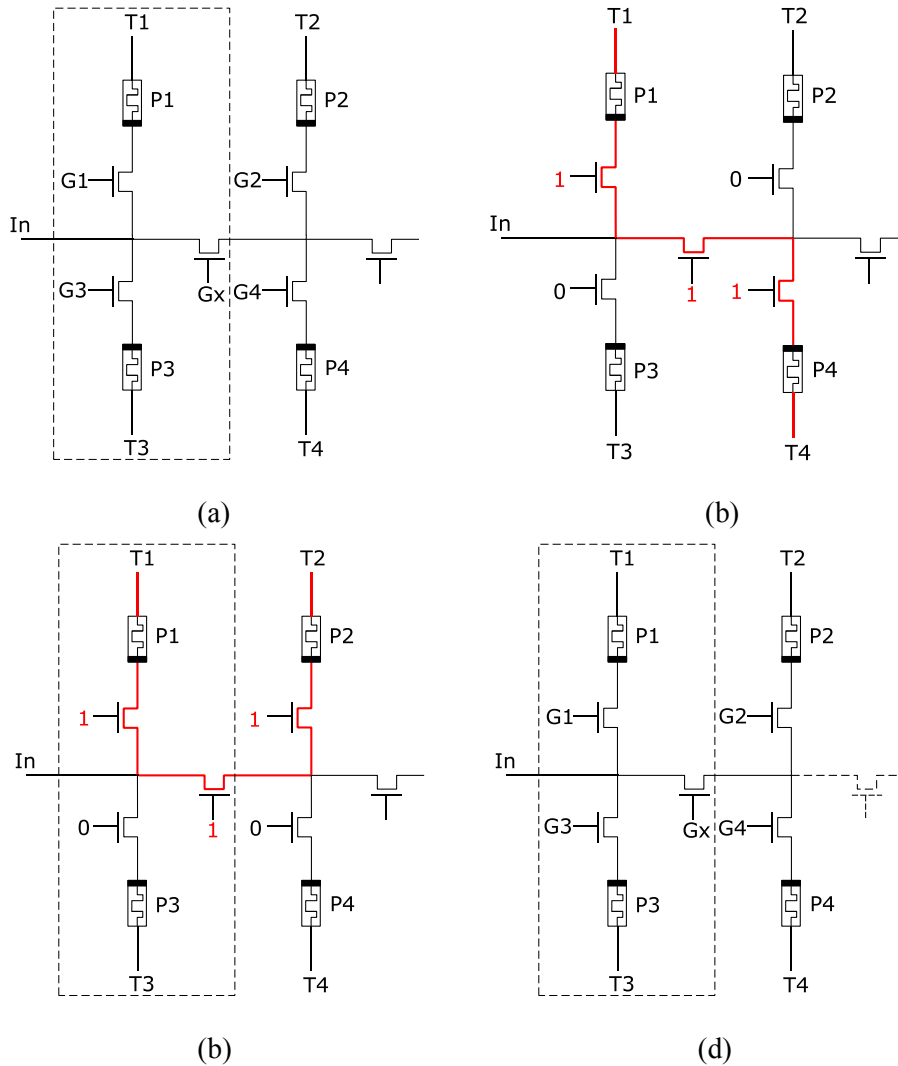 T1 T2
P1 P2
G1 G2
In
G3 Gx G4
P3 P4
T3 T4
(a)
T1 T2
P1 P2
1 0
In
0 1 1
P3 P4
T3 T4
(b)
T1 T2
P1 P2
1 1
In
0 1 0
P3 P4
T3 T4
(b)
T1 T2
P1 P2
G1 G2
In
G3 Gx G4
P3 P4
T3 T4
(d)